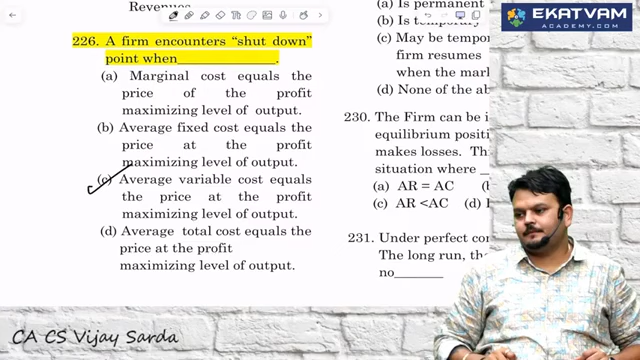 Revenues
226. A firm encounters “shut down”
point when______________.
(a) Marginal cost equals the
price of the profit
maximizing level of output.
(b) Average fixed cost equals the
price at the profit
maximizing level of output.
(c) Average variable cost equals
the price at the profit
maximizing level of output.
(d) Average total cost equals the
price at the profit
maximizing level of output.
(a) Is permanent
(b) Is temporary
(c) May be tempor
firm resumes
when the mark
(d) None of the ab
230. The Firm can be i
equilibrium positi
makes losses. Th
situation where
(a) AR = AC (b
(c) AR <AC (d)
231. Under perfect com
The long run, tha
no_______
EKATVAM
ACADEMY.COM
CA CS Vijay Sarda